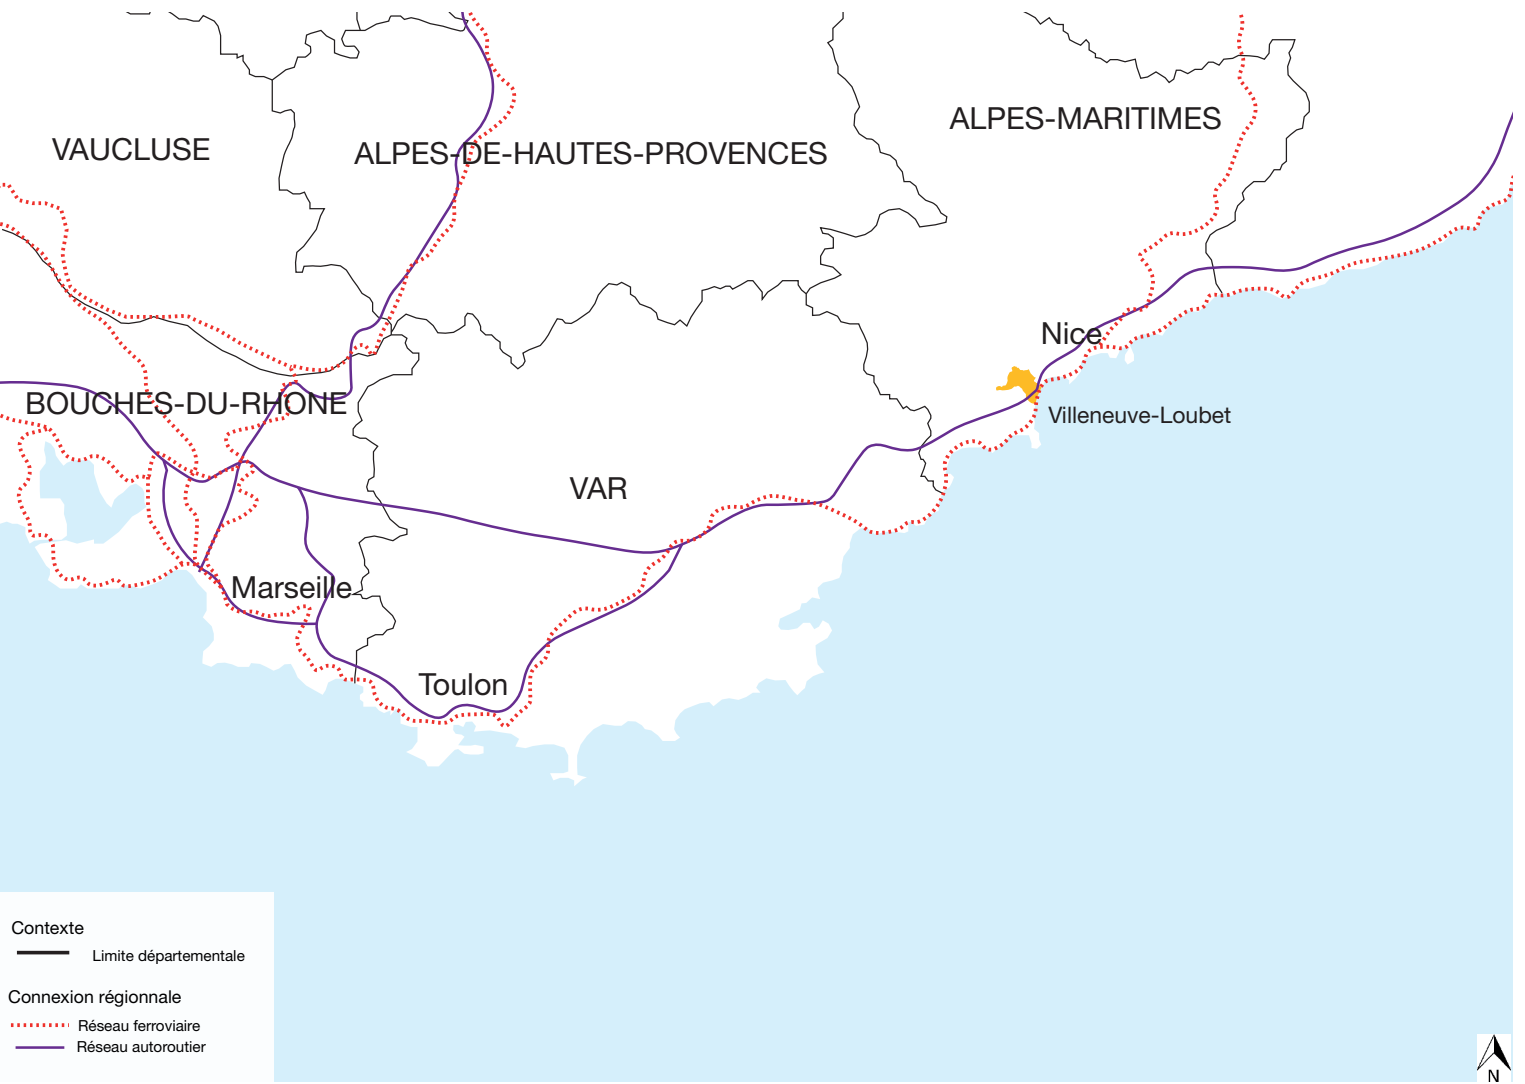 ALPES-MARITIMES
VAUCLUSE
ALPES-DE-HAUTES-PROVENCES
Nice
BOUCHES-DU-RHONE
Villeneuve-Loubet
VAR
Marseille
Toulon
Contexte
Limite départementale
Connexion régionnale
Réseau ferroviaire
Réseau autoroutier
N